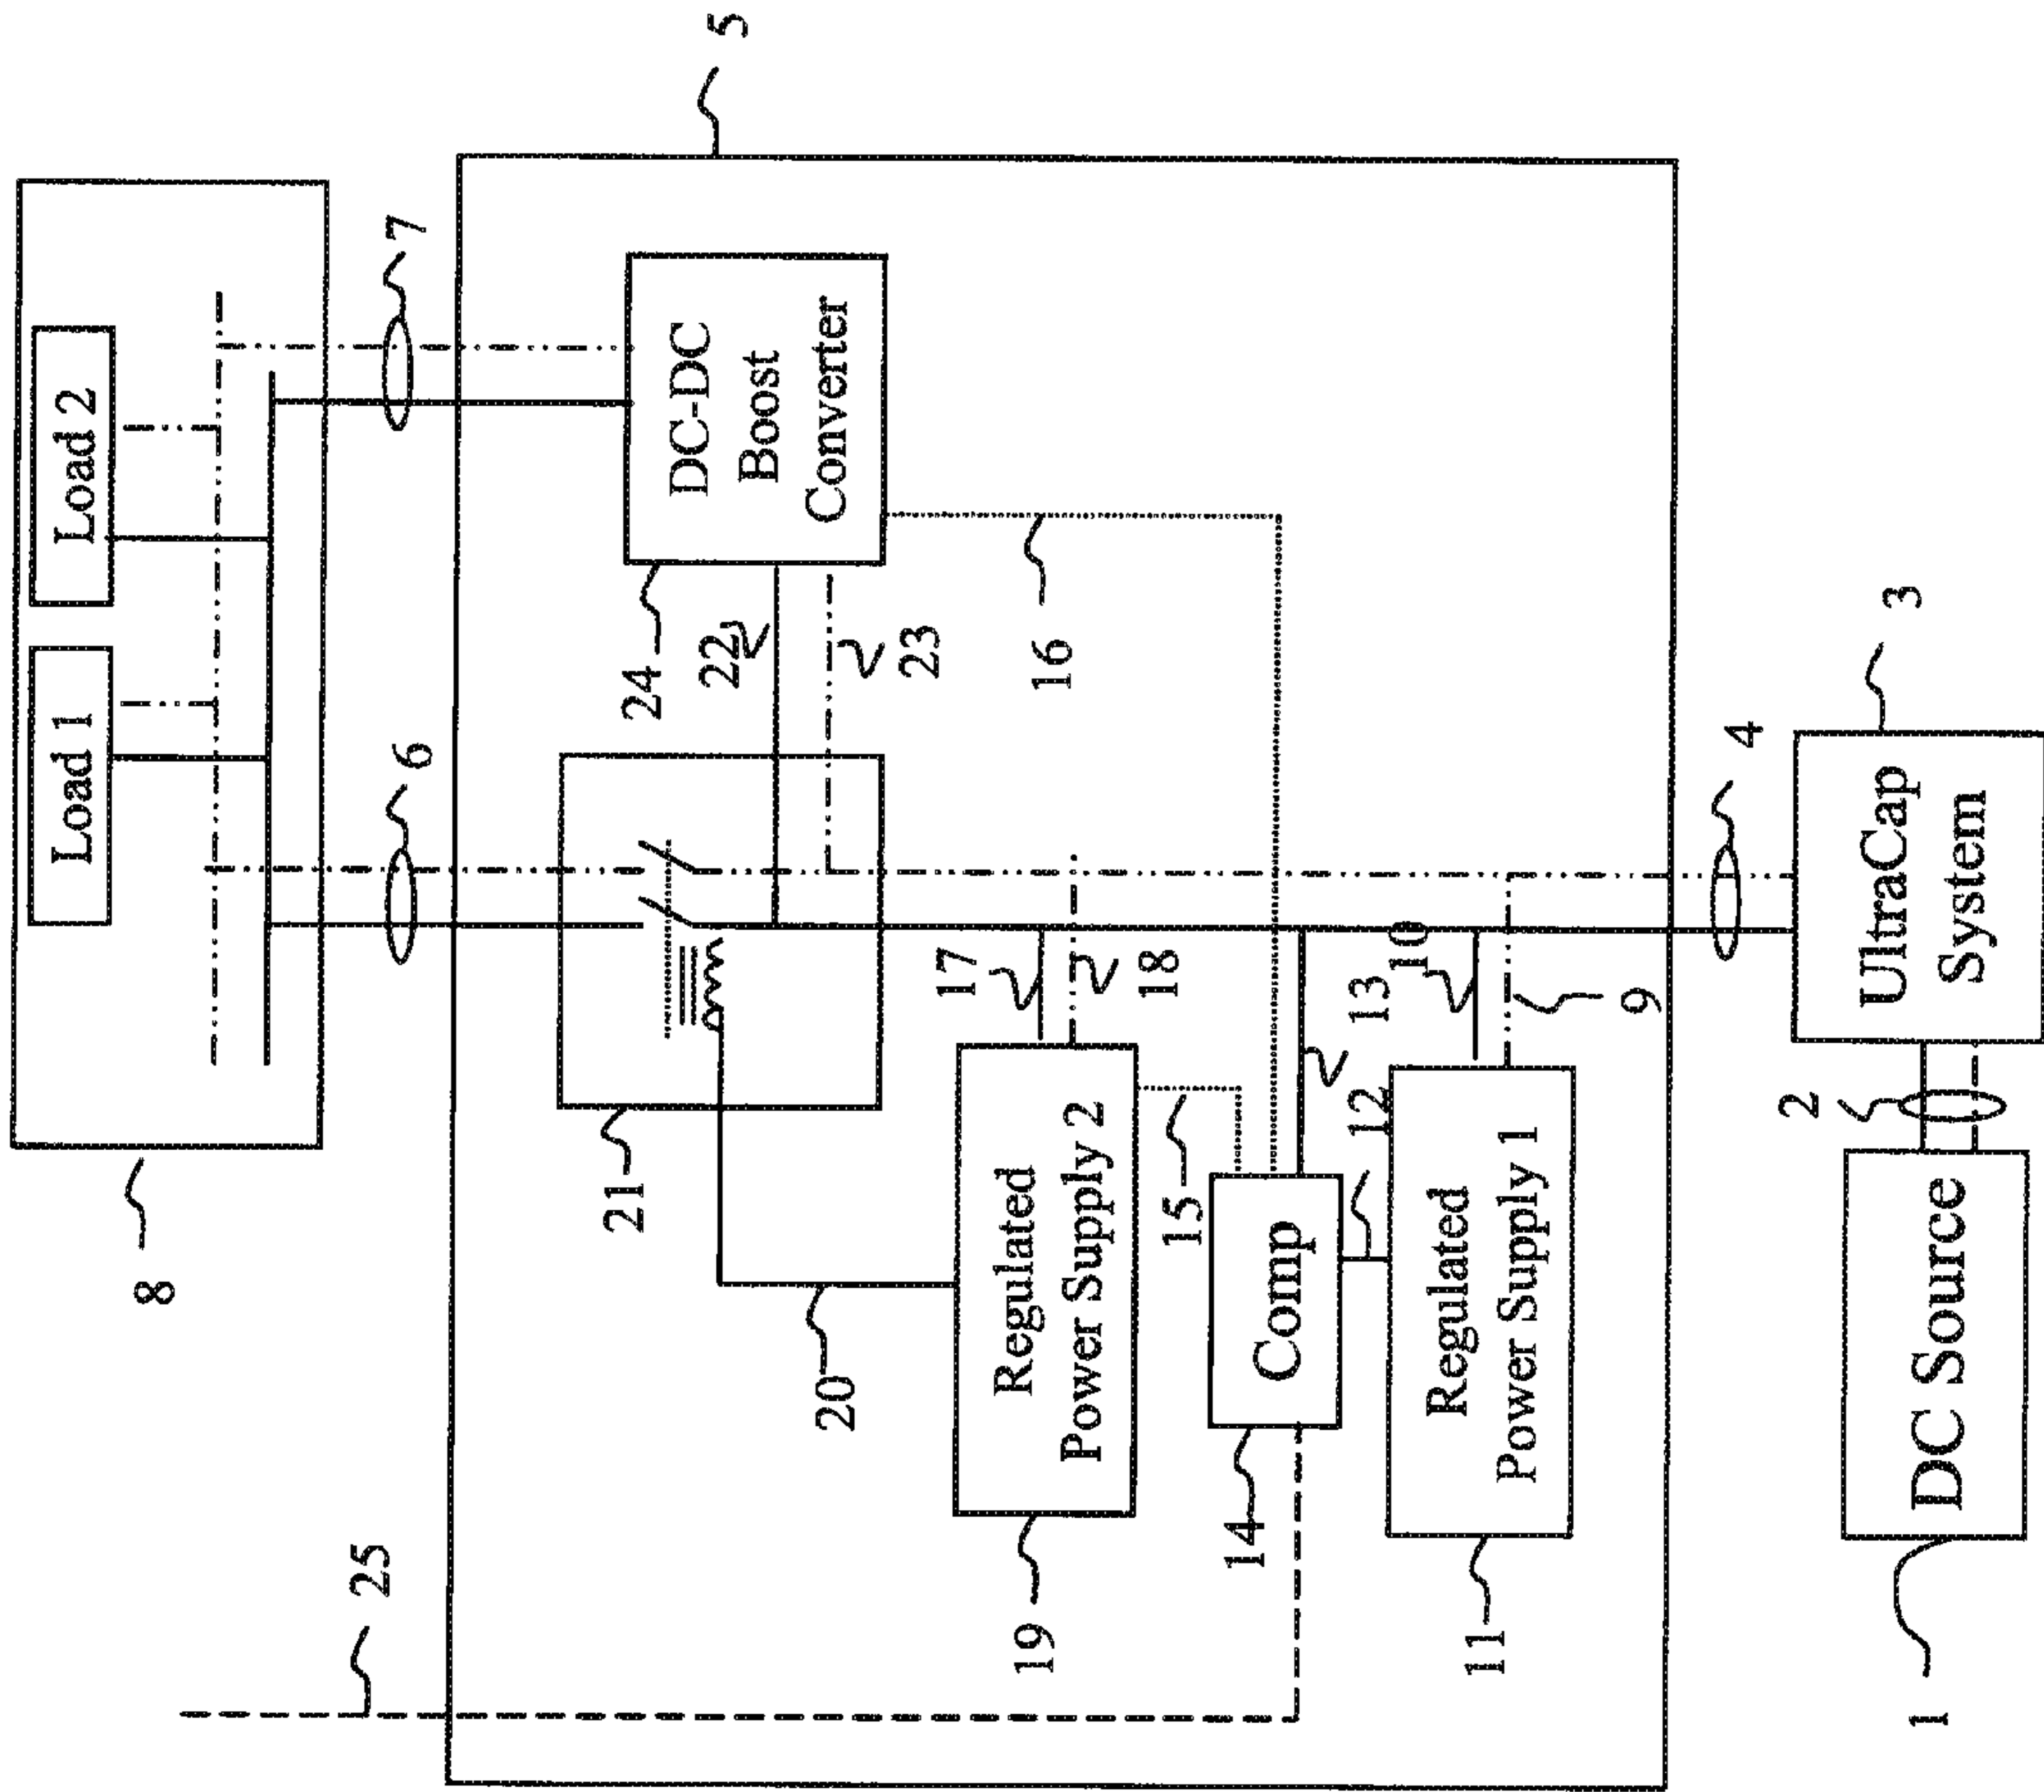 8
Load 1
Load 2
25
6
7
5
21
24
22
23
20
DC-DC
Boost
Converter
19
Regulated
Power Supply 2
17
18
16
15
14
Comp
13
12
10
11
Regulated
Power Supply 1
9
4
1
DC Source
2
UltraCap
System
3